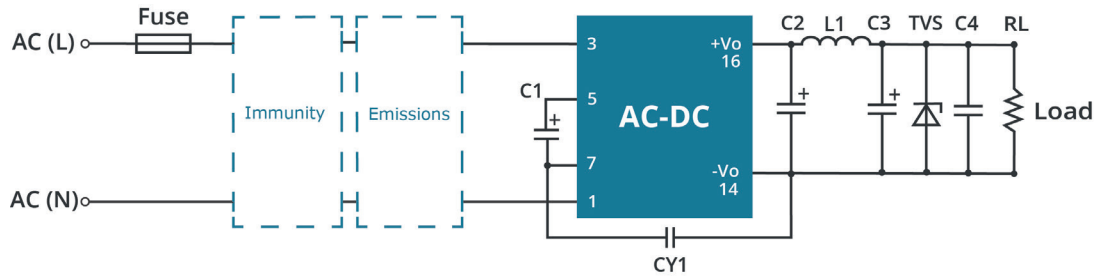 Fuse
AC (L)
Immunity
Emissions
AC (N)
C1
3
5
7
1
AC-DC
+Vo
16
-Vo
14
CY1
C2
L1
C3
TVS
C4
RL
+
+
+
Load